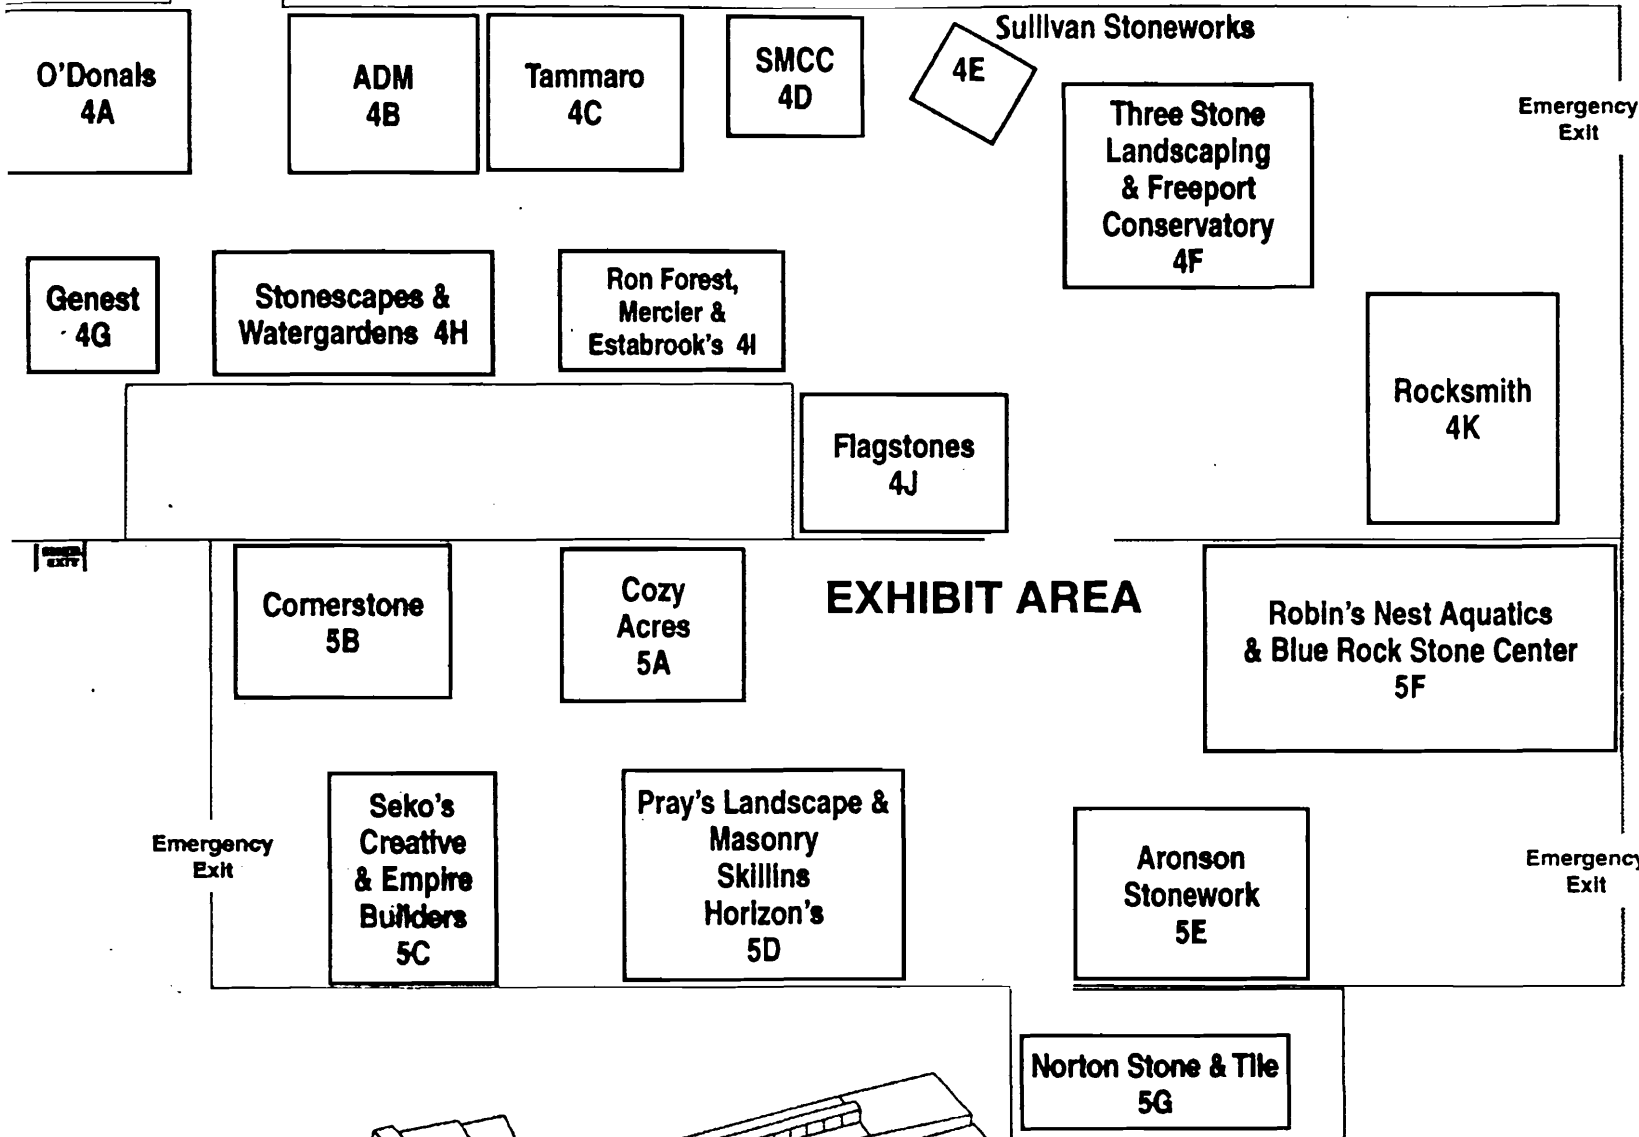 O'Donals
4A
ADM
4B
Tammaro
4C
SMCC
4D
Sullivan Stoneworks
4E
Three Stone
Landscaping
& Freeport
Conservatory
4F
Emergency
Exit
Genest
4G
Stonescapes &
Watergardens 4H
Ron Forest,
Mercier &
Estabrook's 4I
Flagstones
4J
Rocksmith
4K
EXIT
Cornerstone
5B
Cozy
Acres
5A
EXHIBIT AREA
Robin's Nest Aquatics
& Blue Rock Stone Center
5F
Emergency
Exit
Seko's
Creative
& Empire
Builders
5C
Pray's Landscape &
Masonry
Skillins
Horizon's
5D
Aronson
Stonework
5E
Emergency
Exit
Norton Stone & Tile
5G